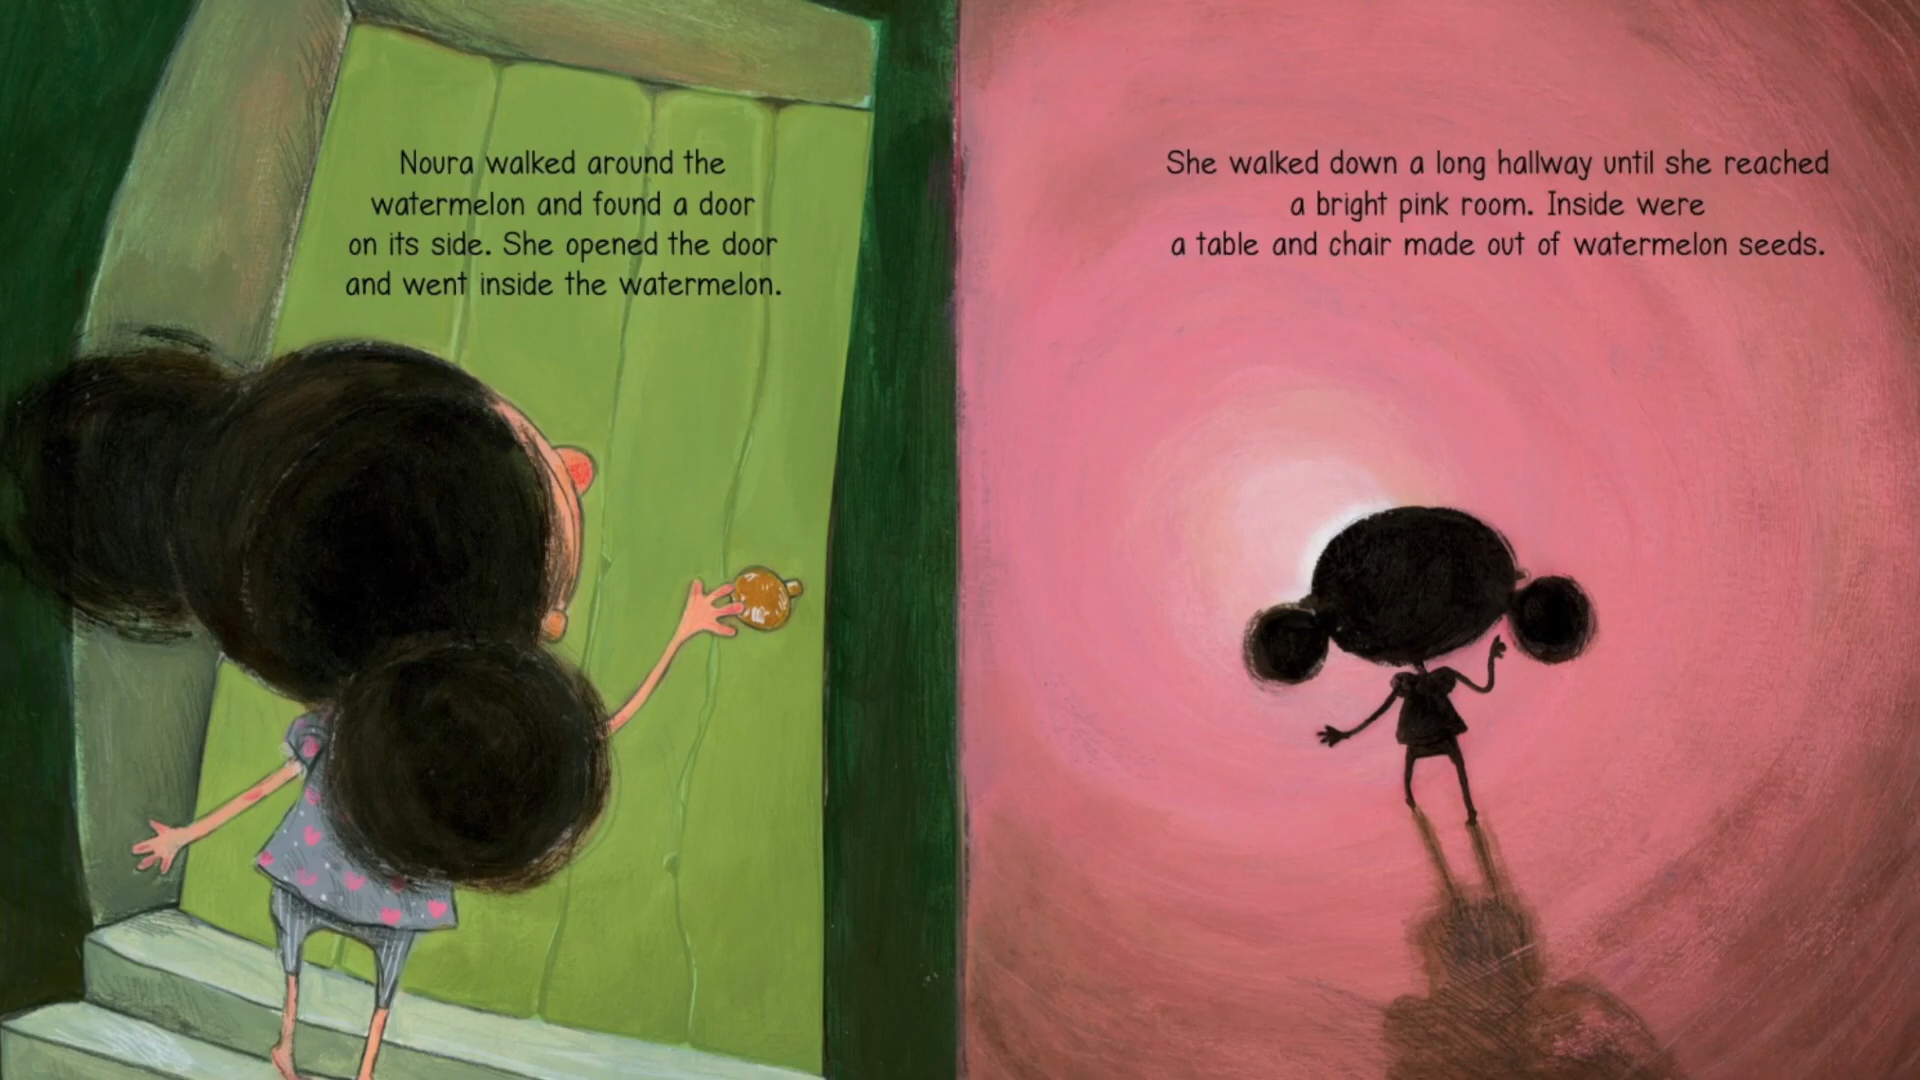 Noura walked around the
watermelon and found a door
on its side. She opened the door
and went inside the watermelon.
She walked down a long hallway until she reached
a bright pink room. Inside were
a table and chair made out of watermelon seeds.